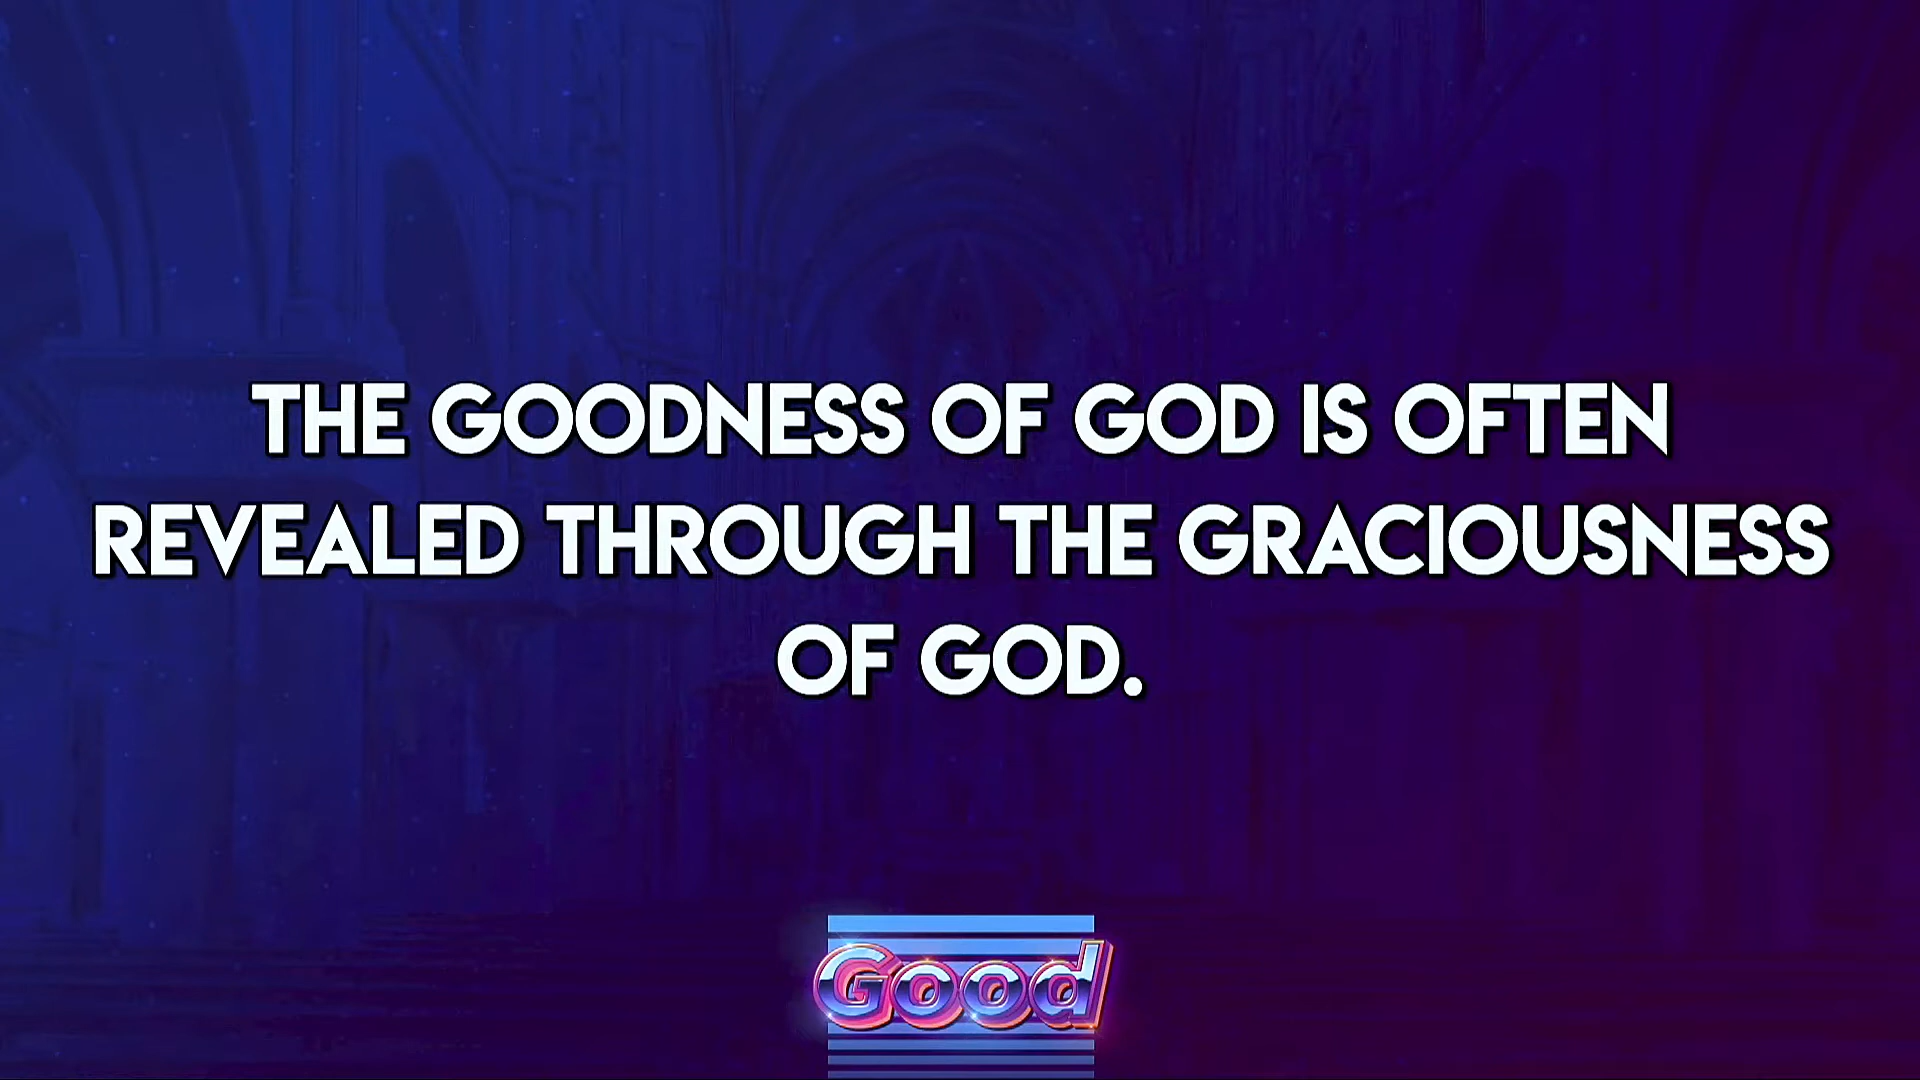 THE GOODNESS OF GOD IS OFTEN
REVEALED THROUGH THE GRACIOUSNESS
OF GOD.
Good